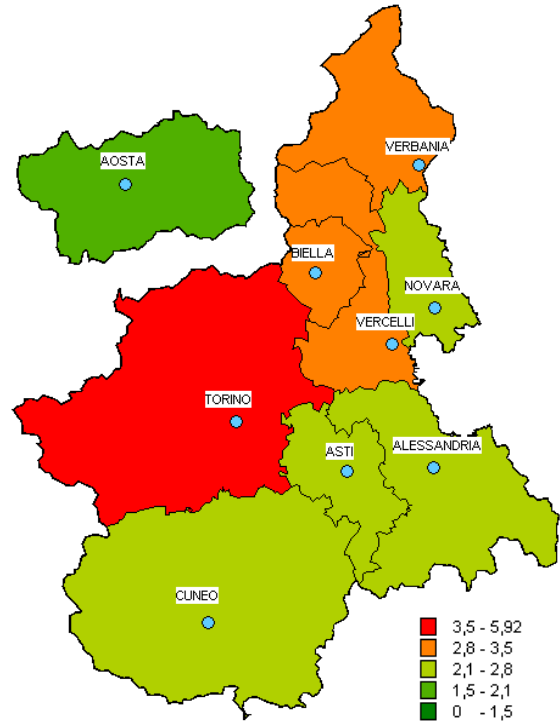 VERBANIA
AOSTA
BIELLA
NOVARA
VERCELLI
TORINO
ALESSANDRIA
ASTI
CUNEO
3,5 - 5,92
2,8 - 3,5
2,1 - 2,8
1,5 - 2,1
0 - 1,5